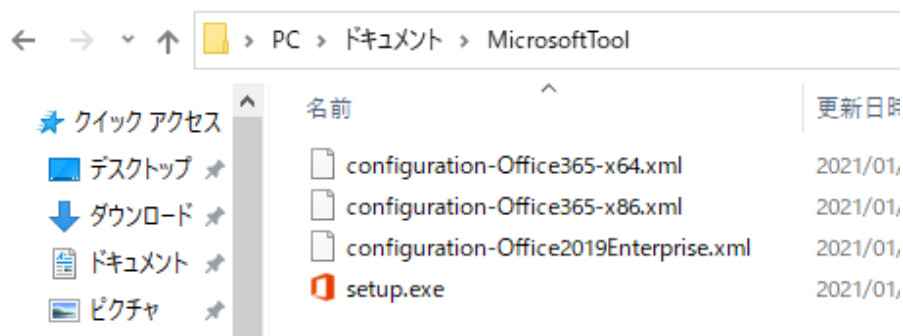 PC > ドキュメント > MicrosoftTool
クイック アクセス
デスクトップ
ダウンロード
ドキュメント
ピクチャ
名前 更新日時
configuration-Office365-x64.xml 2021/01/
configuration-Office365-x86.xml 2021/01/
configuration-Office2019Enterprise.xml 2021/01/
setup.exe 2021/01/